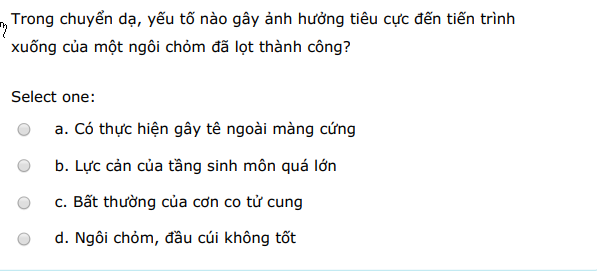 Trong chuyển dạ, yếu tố nào gây ảnh hưởng tiêu cực đến tiến trình
xuống của một ngôi chỏm đã lọt thành công?
Select one:
a. Có thực hiện gây tê ngoài màng cứng
b. Lực cản của tầng sinh môn quá lớn
c. Bất thường của cơn co tử cung
d. Ngôi chỏm, đầu cúi không tốt